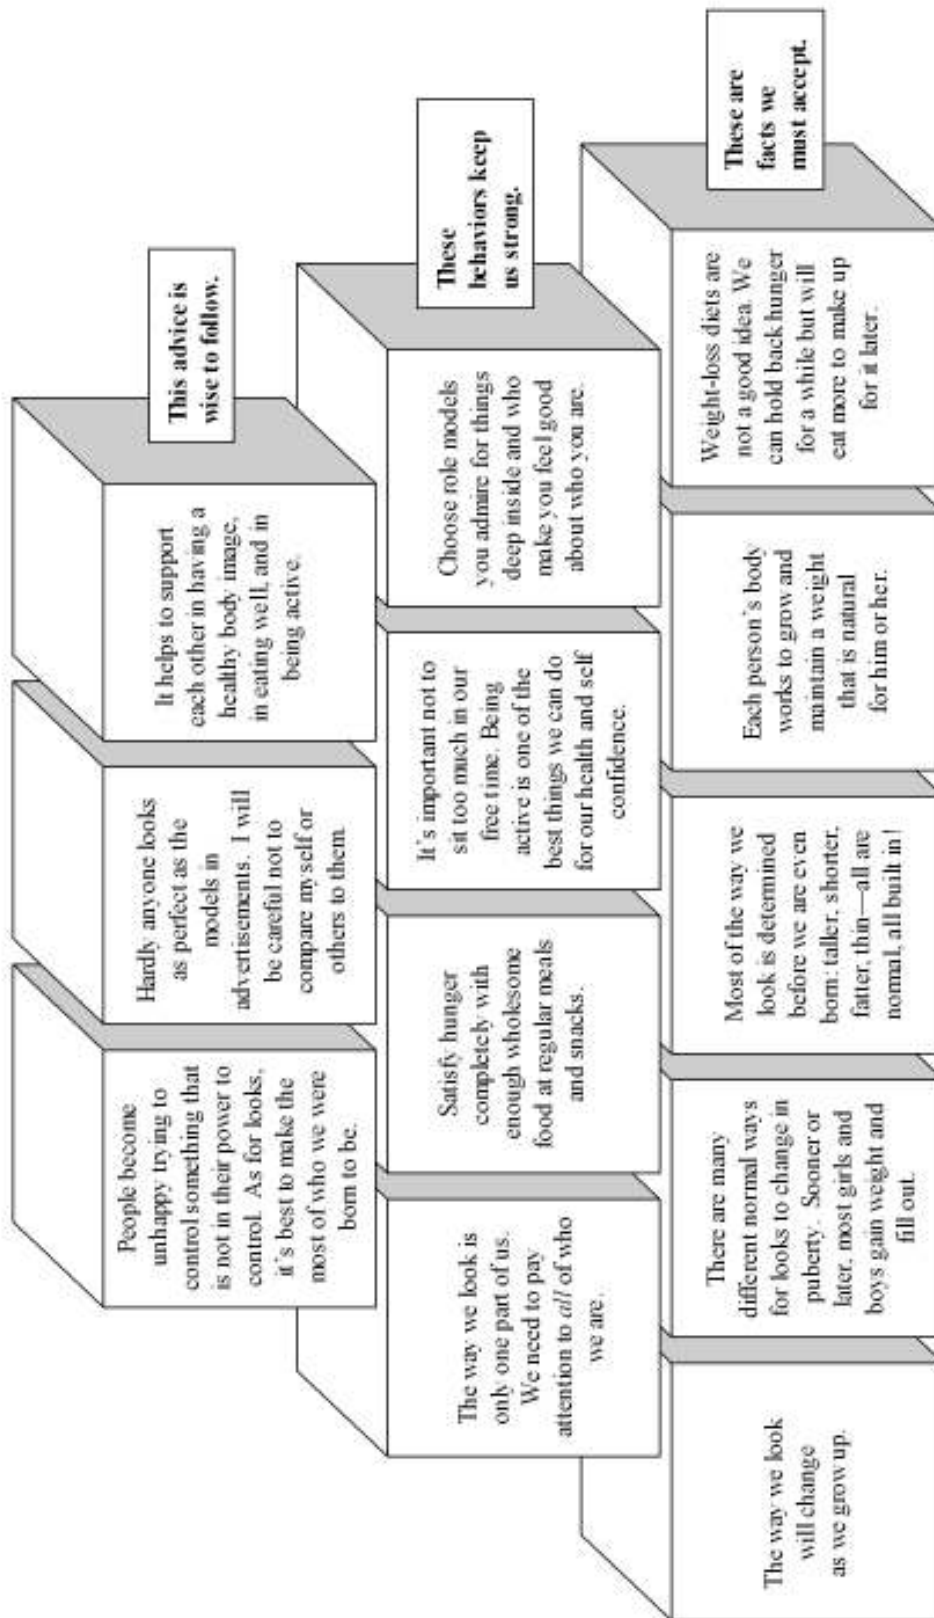 People become
unhappy trying to
control something that
is not in their power to
control. As for looks,
it's best to make the
most of who we were
born to be.
Hardly anyone looks
as perfect as the
models in
advertisements. I will
be careful not to
compare myself or
others to them.
It helps to support
each other in having a
healthy body image,
in eating well, and in
being active.
This advice is
wise to follow.
The way we look is
only one part of us.
We need to pay
attention to all of who
we are.
Satisfy hunger
completely with
enough wholesome
food at regular meals
and snacks.
It's important not to
sit too much in our
free time. Being
active is one of the
best things we can do
for our health and self
confidence.
Choose role models
you admire for things
deep inside and who
make you feel good
about who you are.
These
behaviors keep
us strong.
The way we look
will change
as we grow up.
There are many
different normal ways
for looks to change in
puberty. Sooner or
later, most girls and
boys gain weight and
fill out.
Most of the way we
look is determined
before we are even
born: taller, shorter,
fatter, thin—all are
normal, all built in!
Each person's body
works to grow and
maintain a weight
that is natural
for him or her.
Weight-loss diets are
not a good idea. We
can hold back hunger
for a while but will
eat more to make up
for it later.
These are
facts we
must accept.